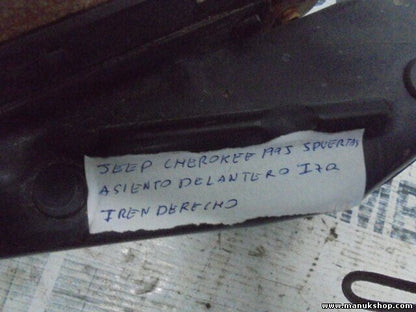 JEEP CHEROKEE 1995 5PUERTAS
ASIENTO DELANTERO IZQ
TREN DERECHO
www.manukshop.com